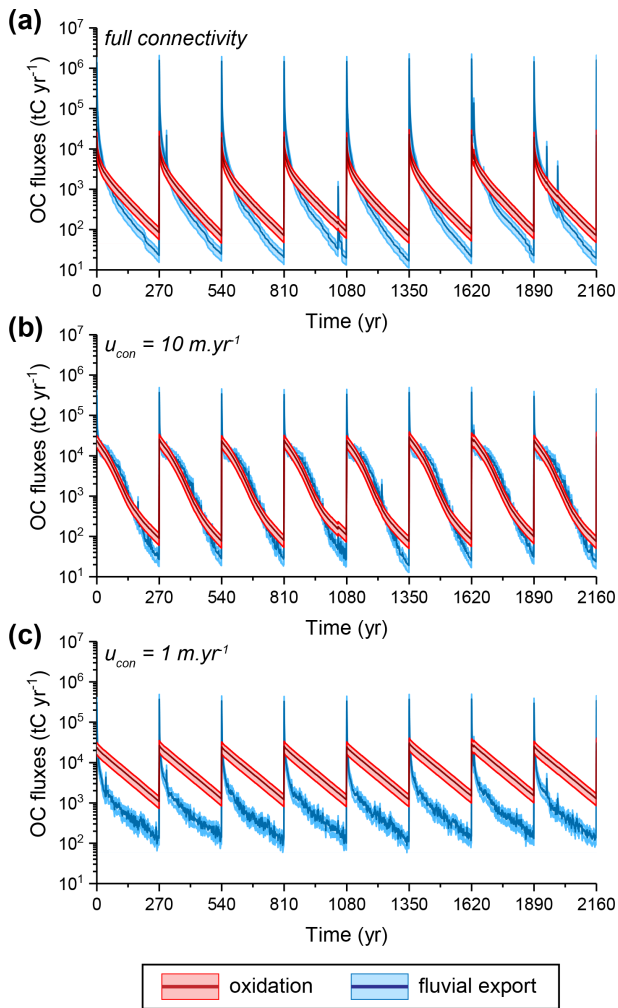 (a)
full connectivity
OC fluxes (tC yr⁻¹)
10⁷
10⁶
10⁵
10⁴
10³
10²
10¹
0 270 540 810 1080 1350 1620 1890 2160
Time (yr)
(b)
u_con = 10 m.yr⁻¹
OC fluxes (tC yr⁻¹)
10⁷
10⁶
10⁵
10⁴
10³
10²
10¹
0 270 540 810 1080 1350 1620 1890 2160
Time (yr)
(c)
u_con = 1 m.yr⁻¹
OC fluxes (tC yr⁻¹)
10⁷
10⁶
10⁵
10⁴
10³
10²
10¹
0 270 540 810 1080 1350 1620 1890 2160
Time (yr)
oxidation fluvial export